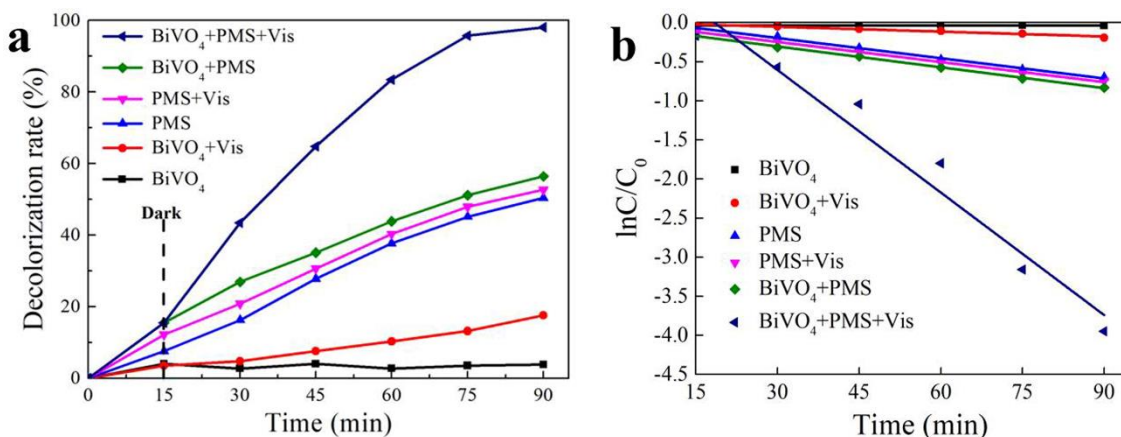 a
Decolorization rate (%)
100
80
60
40
20
0
BiVO₄+PMS+Vis
BiVO₄+PMS
PMS+Vis
PMS
BiVO₄+Vis
BiVO₄
Dark
0 15 30 45 60 75 90
Time (min)
b
lnC/C₀
0.0
-0.5
-1.0
-1.5
-2.0
-2.5
-3.0
-3.5
-4.0
-4.5
BiVO₄
BiVO₄+Vis
PMS
PMS+Vis
BiVO₄+PMS
BiVO₄+PMS+Vis
15 30 45 60 75 90
Time (min)